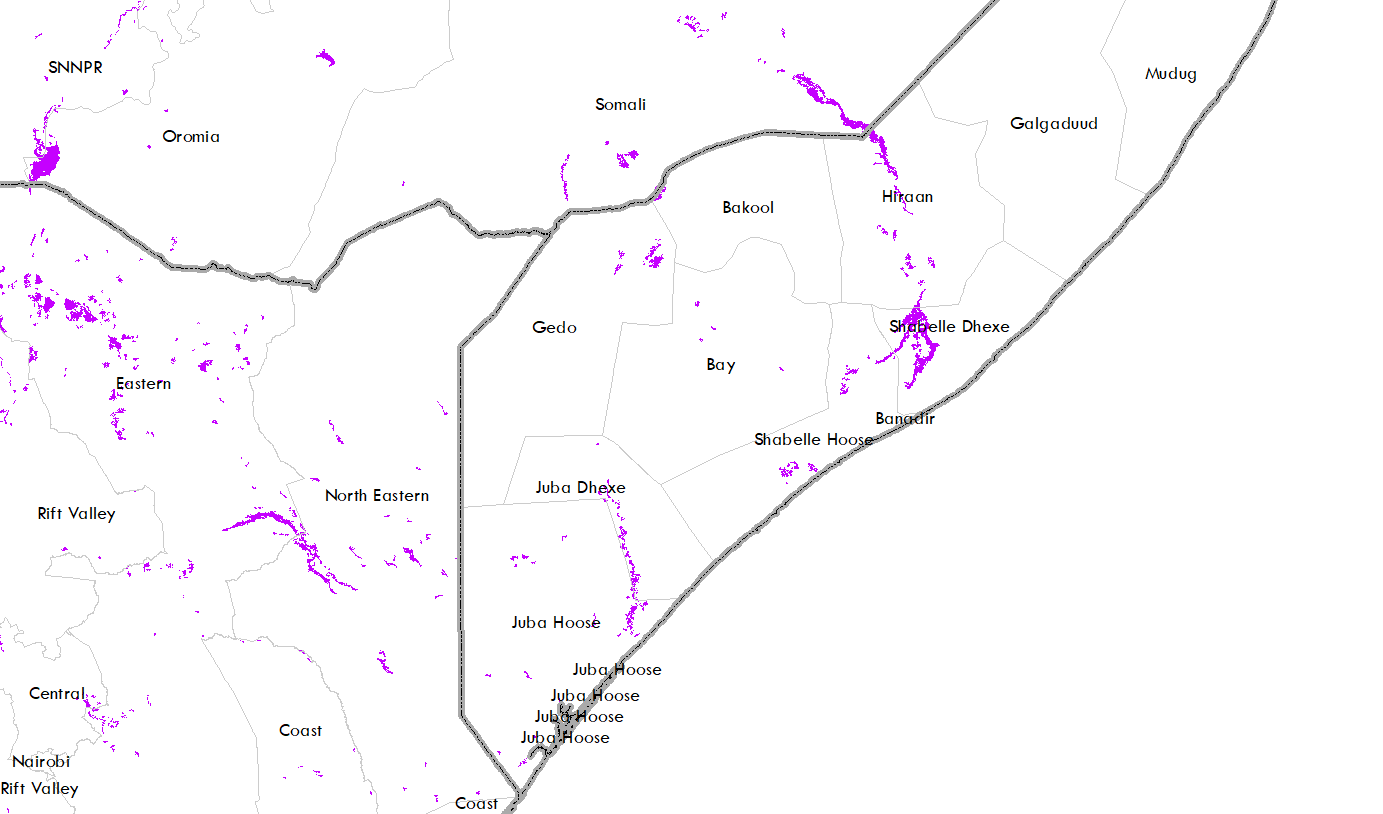 SNNPR
Mudug
Somali
Galgaduud
Oromia
Hiraan
Bakool
Gedo
Shabelle Dhexe
Bay
Eastern
Banadir
Shabelle Hoose
Juba Dhexe
North Eastern
Rift Valley
Juba Hoose
Juba Hoose
Central
Juba Hoose
Juba Hoose
Coast
Juba Hoose
Nairobi
Rift Valley
Coast